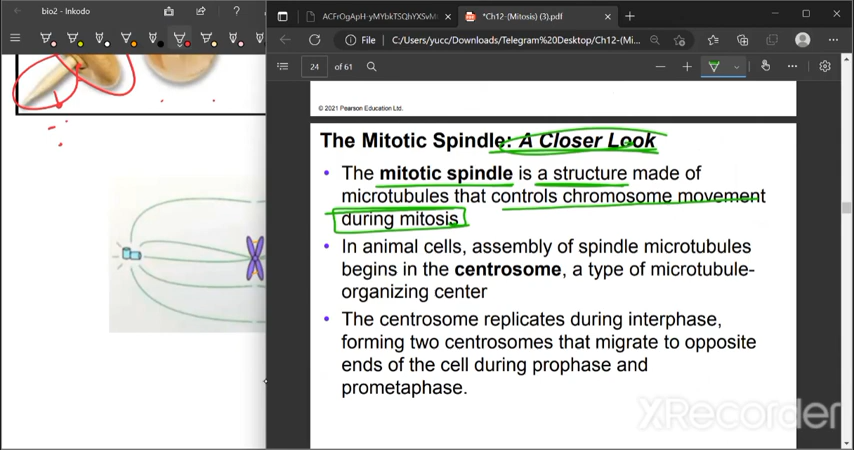 bio2 - Inkodo
ACFrOgApH-yMYbkTSQhYXSvM
*Ch12-(Mitosis) (3).pdf
File
C:/Users/yucc/Downloads/Telegram%20Desktop/Ch12-(Mi...
24 of 61
© 2021 Pearson Education Ltd.
The Mitotic Spindle: A Closer Look
• The mitotic spindle is a structure made of
microtubules that controls chromosome movement
during mitosis
• In animal cells, assembly of spindle microtubules
begins in the centrosome, a type of microtubule-
organizing center
• The centrosome replicates during interphase,
forming two centrosomes that migrate to opposite
ends of the cell during prophase and
prometaphase.
XRecorder